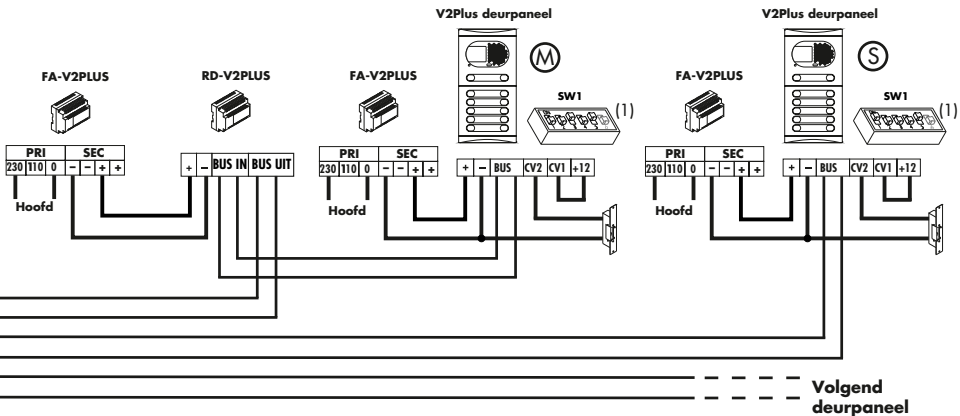 V2Plus deurpaneel V2Plus deurpaneel
M S
FA-V2PLUS RD-V2PLUS FA-V2PLUS FA-V2PLUS
SW1 (1) SW1 (1)
PRI SEC PRI SEC PRI SEC
230 110 0 − − + + + − BUS IN BUS UIT 230 110 0 − − + + + − BUS CV2 CV1 +12 230 110 0 − − + + + − BUS CV2 CV1 +12
Hoofd Hoofd Hoofd
Volgend
deurpaneel